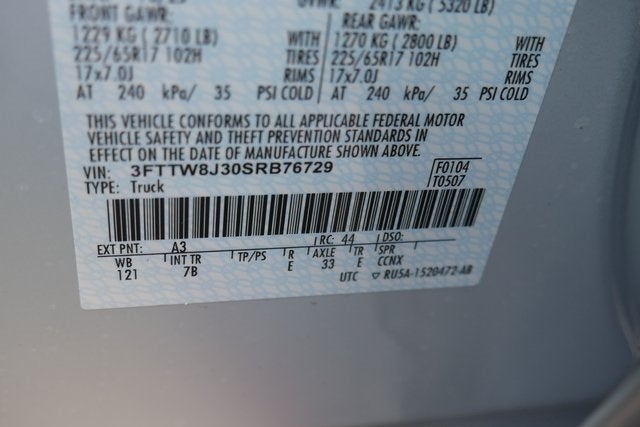 GVWR: 2413 KG ( 5320 LB)
FRONT GAWR: REAR GAWR:
1229 KG ( 2710 LB) WITH 1270 KG ( 2800 LB) WITH
225/65R17 102H TIRES 225/65R17 102H TIRES
17x7.0J RIMS 17x7.0J RIMS
AT 240 kPa/ 35 PSI COLD AT 240 kPa/ 35 PSI COLD
THIS VEHICLE CONFORMS TO ALL APPLICABLE FEDERAL MOTOR
VEHICLE SAFETY AND THEFT PREVENTION STANDARDS IN
EFFECT ON THE DATE OF MANUFACTURE SHOWN ABOVE.
VIN: 3FTTW8J30SRB76729 F0104
TYPE: Truck T0507
EXT PNT: A3 RC: 44 DSO:
WB INT TR TP/PS R AXLE TR SPR
121 7B E 33 E CCNX
UTC ▽ RU5A-1520472-AB